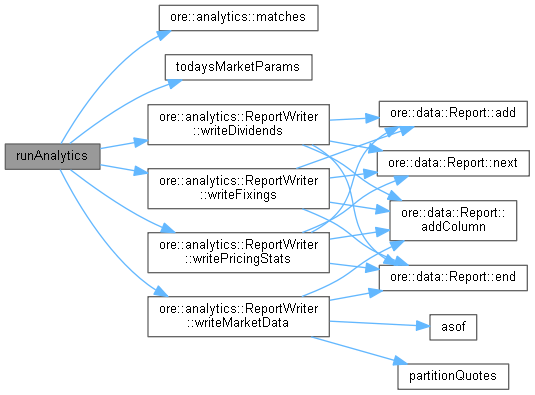 runAnalytics
ore::analytics::matches
todaysMarketParams
ore::analytics::ReportWriter
::writeDividends
ore::analytics::ReportWriter
::writeFixings
ore::analytics::ReportWriter
::writePricingStats
ore::analytics::ReportWriter
::writeMarketData
ore::data::Report::add
ore::data::Report::next
ore::data::Report::
addColumn
ore::data::Report::end
asof
partitionQuotes